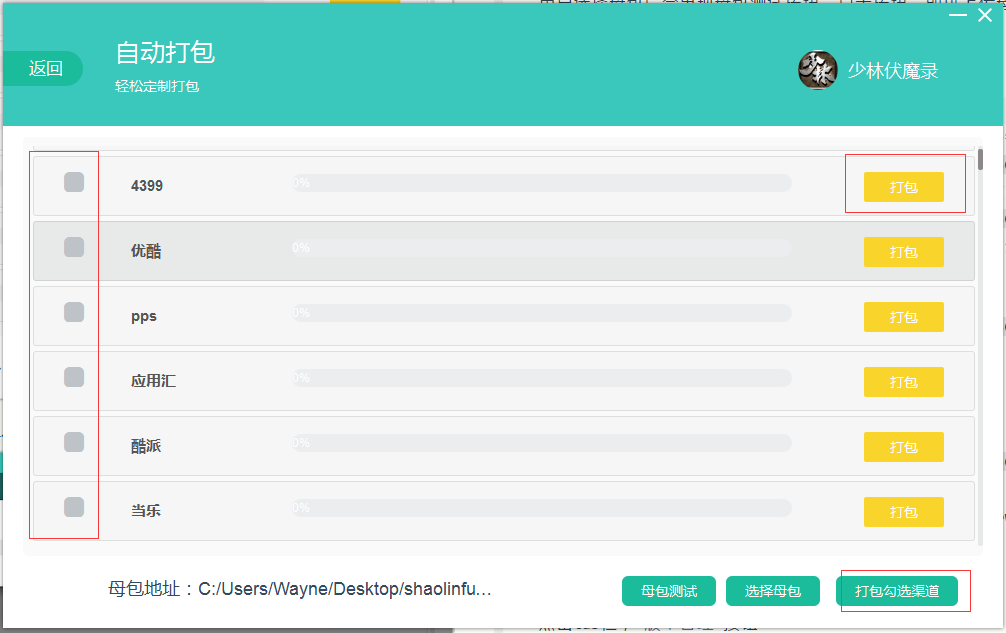 返回
自动打包
轻松定制打包
少林伏魔录
4399
0%
打包
优酷
0%
打包
pps
0%
打包
应用汇
0%
打包
酷派
0%
打包
当乐
0%
打包
母包地址：C:/Users/Wayne/Desktop/shaolinfu...
母包测试
选择母包
打包勾选渠道